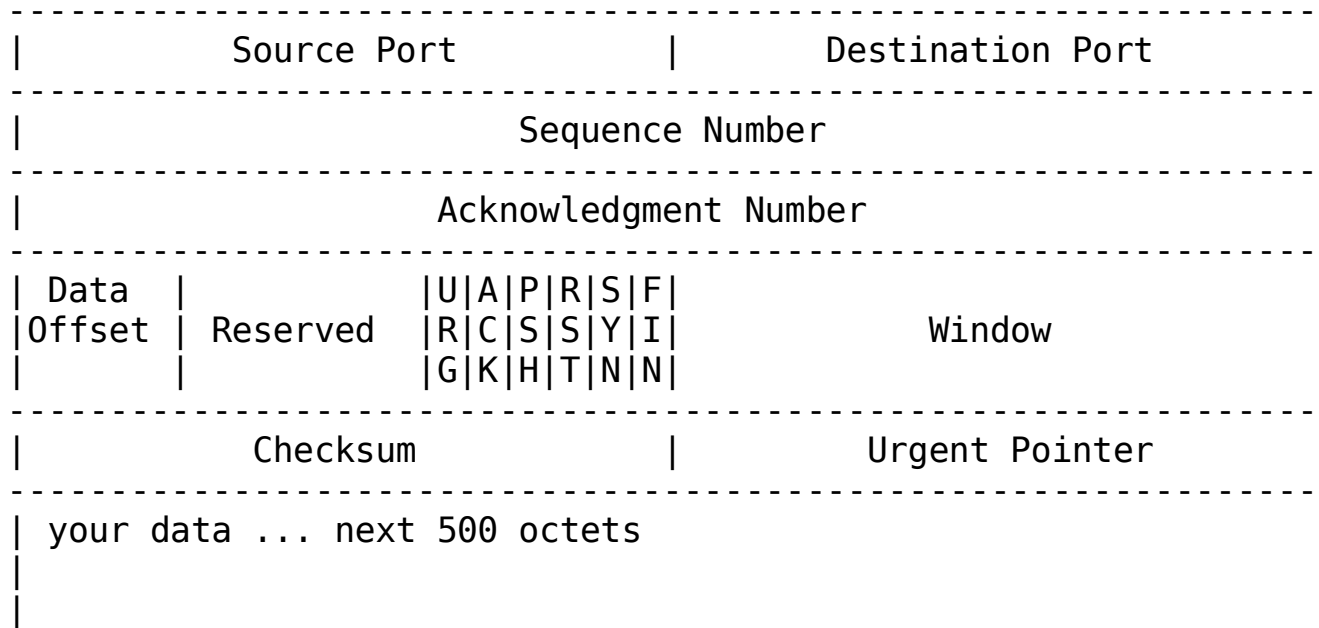 -----------------------------------------------------------------
|          Source Port          |       Destination Port
-----------------------------------------------------------------
|                        Sequence Number
-----------------------------------------------------------------
|                    Acknowledgment Number
-----------------------------------------------------------------
| Data  |           |U|A|P|R|S|F|
|Offset | Reserved  |R|C|S|S|Y|I|            Window
|       |           |G|K|H|T|N|N|
-----------------------------------------------------------------
|           Checksum            |         Urgent Pointer
-----------------------------------------------------------------
| your data ... next 500 octets
|
|